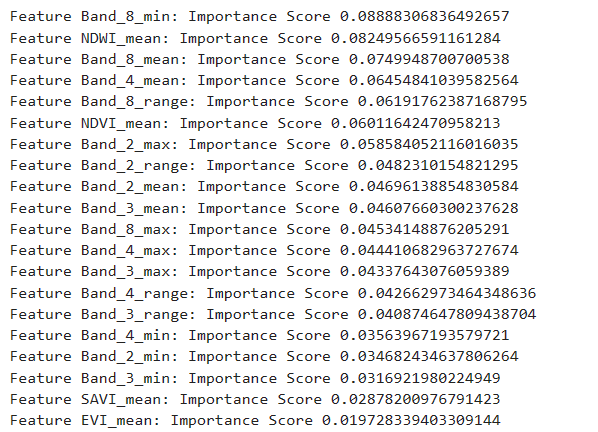 Feature Band_8_min: Importance Score 0.08888306836492657
Feature NDWI_mean: Importance Score 0.08249566591161284
Feature Band_8_mean: Importance Score 0.0749948700700538
Feature Band_4_mean: Importance Score 0.06454841039582564
Feature Band_8_range: Importance Score 0.06191762387168795
Feature NDVI_mean: Importance Score 0.06011642470958213
Feature Band_2_max: Importance Score 0.058584052116016035
Feature Band_2_range: Importance Score 0.0482310154821295
Feature Band_2_mean: Importance Score 0.04696138854830584
Feature Band_3_mean: Importance Score 0.04607660300237628
Feature Band_8_max: Importance Score 0.04534148876205291
Feature Band_4_max: Importance Score 0.044410682963727674
Feature Band_3_max: Importance Score 0.04337643076059389
Feature Band_4_range: Importance Score 0.042662973464348636
Feature Band_3_range: Importance Score 0.040874647809438704
Feature Band_4_min: Importance Score 0.03563967193579721
Feature Band_2_min: Importance Score 0.034682434637806264
Feature Band_3_min: Importance Score 0.0316921980224949
Feature SAVI_mean: Importance Score 0.02878200976791423
Feature EVI_mean: Importance Score 0.019728339403309144